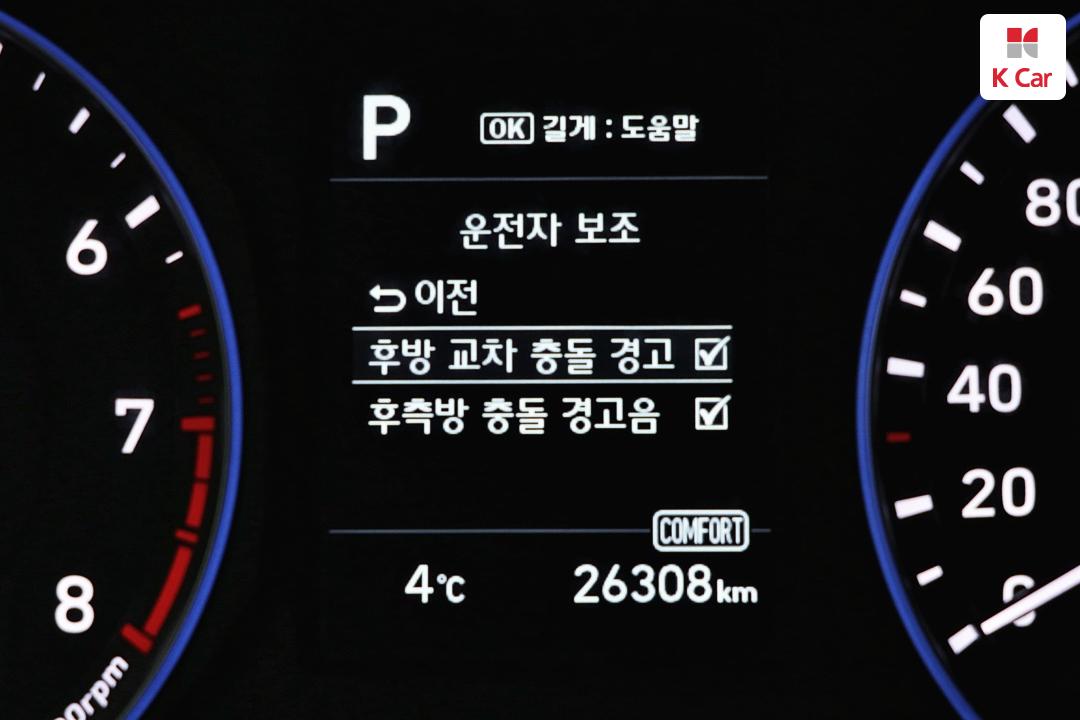 K Car
P
OK 길게 : 도움말
운전자 보조
이전
후방 교차 충돌 경고
후측방 충돌 경고음
COMFORT
4℃
26308km
6
7
8
80
60
40
20
0